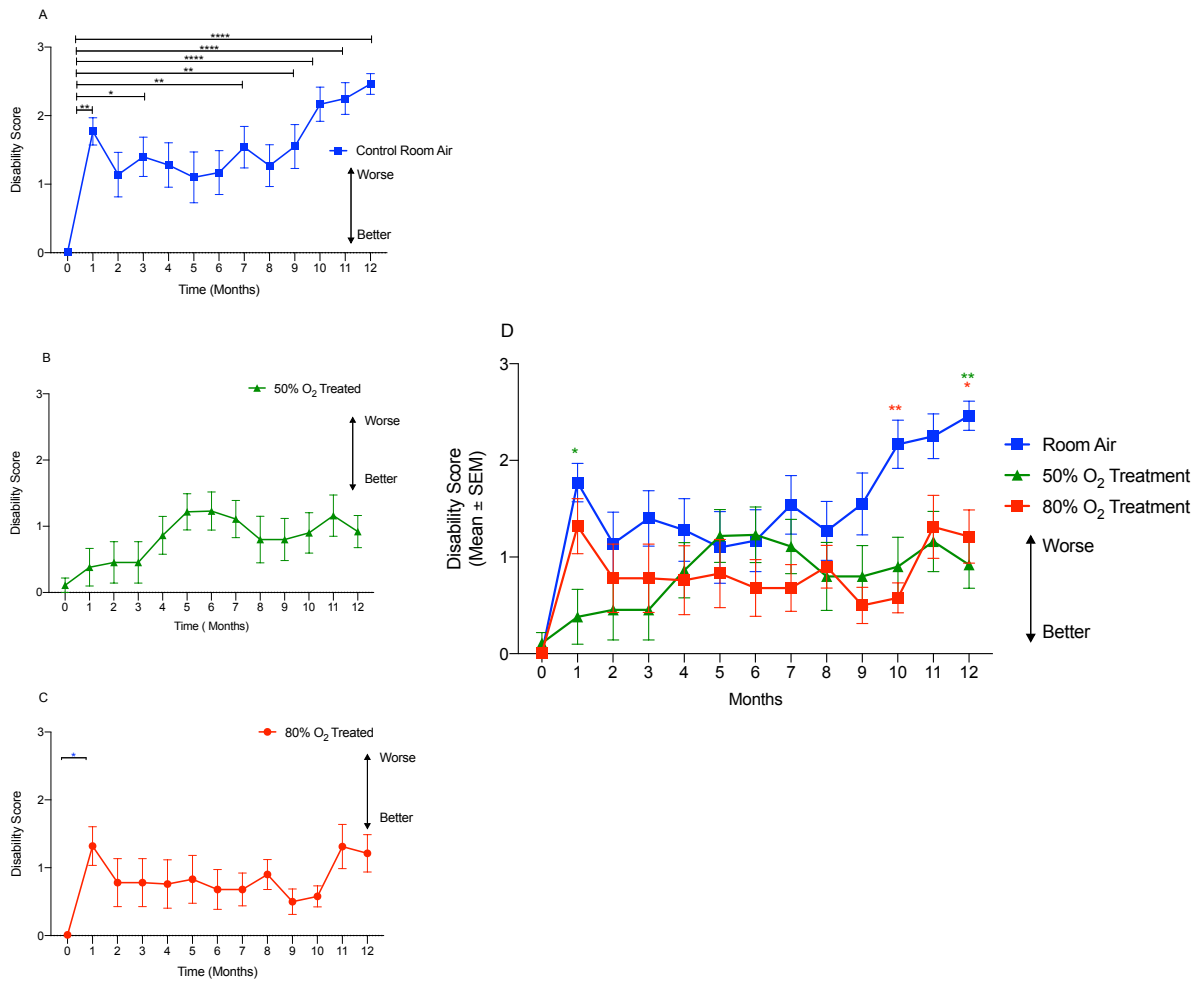 A
****
****
****
**
**
*
**
3
2
1
0
Disability Score
Control Room Air
Worse
Better
0 1 2 3 4 5 6 7 8 9 10 11 12
Time (Months)
B
50% O2 Treated
3
2
1
0
Disability Score
Worse
Better
0 1 2 3 4 5 6 7 8 9 10 11 12
Time ( Months)
C
80% O2 Treated
*
3
2
1
0
Disability Score
Worse
Better
0 1 2 3 4 5 6 7 8 9 10 11 12
Time (Months)
D
3
2
1
0
Disability Score
(Mean ± SEM)
*
**
**
*
Room Air
50% O2 Treatment
80% O2 Treatment
Worse
Better
0 1 2 3 4 5 6 7 8 9 10 11 12
Months